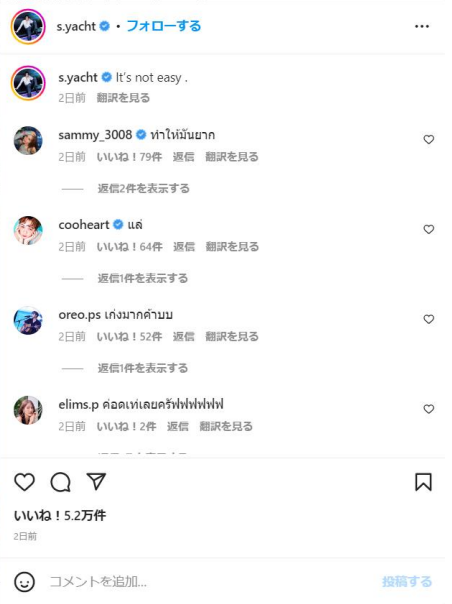 s.yacht • フォローする
s.yacht It's not easy .
2日前 翻訳を見る
sammy_3008 ทำให้มันยาก
2日前 いいね！79件 返信 翻訳を見る
返信2件を表示する
cooheart แล่
2日前 いいね！64件 返信 翻訳を見る
返信1件を表示する
oreo.ps เก่งมากค้าบบ
2日前 いいね！52件 返信 翻訳を見る
返信1件を表示する
elims.p ค่อดเท่เลยครัฟฟฟฟฟฟ
2日前 いいね！2件 返信 翻訳を見る
いいね！5.2万件
2日前
コメントを追加... 投稿する